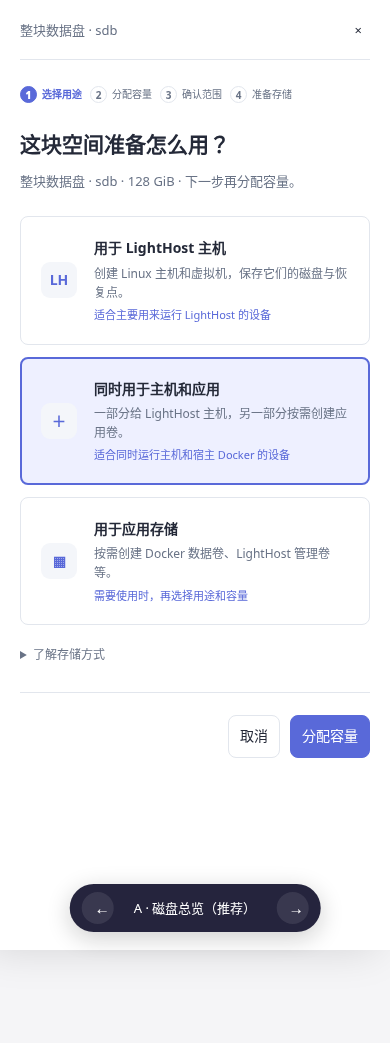 整块数据盘 · sdb ×
1 选择用途 2 分配容量 3 确认范围 4 准备存储
这块空间准备怎么用？
整块数据盘 · sdb · 128 GiB · 下一步再分配容量。
用于 LightHost 主机
LH
创建 Linux 主机和虚拟机，保存它们的磁盘与恢
复点。
适合主要用来运行 LightHost 的设备
同时用于主机和应用
一部分给 LightHost 主机，另一部分按需创建应
用卷。
适合同时运行主机和宿主 Docker 的设备
用于应用存储
按需创建 Docker 数据卷、LightHost 管理卷
等。
需要使用时，再选择用途和容量
了解存储方式
取消 分配容量
← A · 磁盘总览（推荐） →